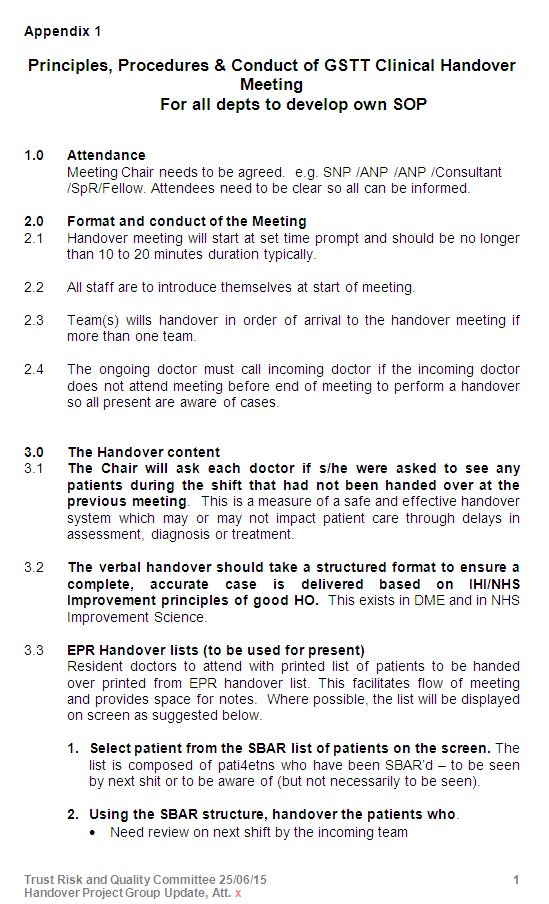 Appendix 1
Principles, Procedures & Conduct of GSTT Clinical Handover
Meeting
For all depts to develop own SOP
1.0 Attendance
Meeting Chair needs to be agreed. e.g. SNP /ANP /ANP /Consultant
/SpR/Fellow. Attendees need to be clear so all can be informed.
2.0 Format and conduct of the Meeting
2.1 Handover meeting will start at set time prompt and should be no longer
than 10 to 20 minutes duration typically.
2.2 All staff are to introduce themselves at start of meeting.
2.3 Team(s) wills handover in order of arrival to the handover meeting if
more than one team.
2.4 The ongoing doctor must call incoming doctor if the incoming doctor
does not attend meeting before end of meeting to perform a handover
so all present are aware of cases.
3.0 The Handover content
3.1 The Chair will ask each doctor if s/he were asked to see any
patients during the shift that had not been handed over at the
previous meeting. This is a measure of a safe and effective handover
system which may or may not impact patient care through delays in
assessment, diagnosis or treatment.
3.2 The verbal handover should take a structured format to ensure a
complete, accurate case is delivered based on IHI/NHS
Improvement principles of good HO. This exists in DME and in NHS
Improvement Science.
3.3 EPR Handover lists (to be used for present)
Resident doctors to attend with printed list of patients to be handed
over printed from EPR handover list. This facilitates flow of meeting
and provides space for notes. Where possible, the list will be displayed
on screen as suggested below.
1. Select patient from the SBAR list of patients on the screen. The
list is composed of pati4etns who have been SBAR'd – to be seen
by next shit or to be aware of (but not necessarily to be seen).
2. Using the SBAR structure, handover the patients who.
• Need review on next shift by the incoming team
Trust Risk and Quality Committee 25/06/15 1
Handover Project Group Update, Att. x